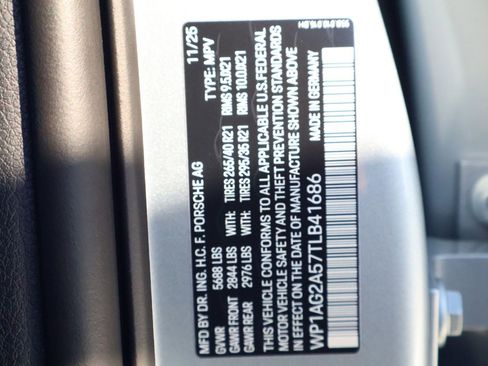 MFD. BY DR. ING. H.C. F. PORSCHE AG 11/25
GVWR 5688 LBS TYPE: MPV
GAWR FRONT 2844 LBS WITH: TIRES 265/40 R21 RIMS 9.5JX21
GAWR REAR 2976 LBS WITH: TIRES 295/35 R21 RIMS 10.0JX21
THIS VEHICLE CONFORMS TO ALL APPLICABLE U.S. FEDERAL
MOTOR VEHICLE SAFETY AND THEFT PREVENTION STANDARDS
IN EFFECT ON THE DATE OF MANUFACTURE SHOWN ABOVE
WP1AG2A57TLB41686 MADE IN GERMANY